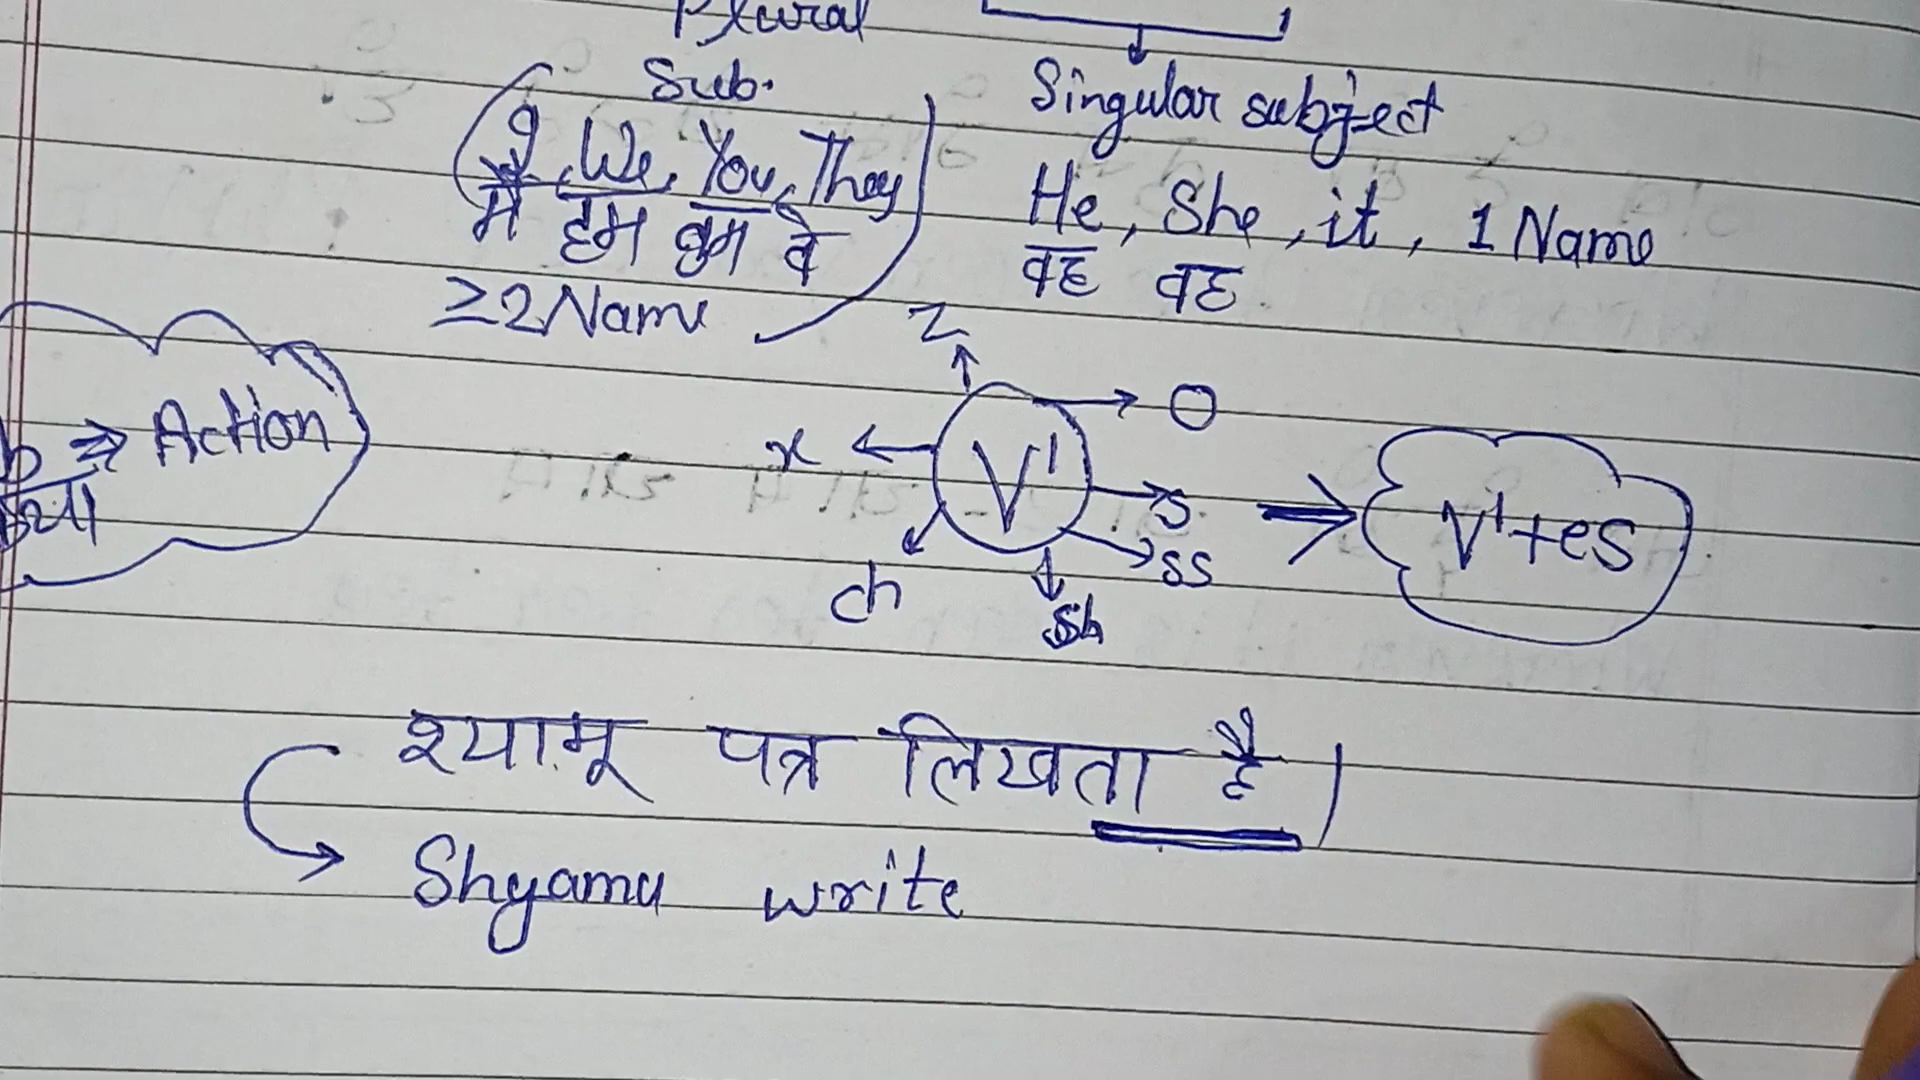 Plural
Sub.
I, We, You, They
मैं हम तुम वे
≥2 Name
Singular subject
He, She, it, 1 Name
वह वह
b ⇒ Action
V¹
z
o
x
s
ss
sh
ch
⇒ V¹+es
श्यामू पत्र लिखता है।
Shyamu write